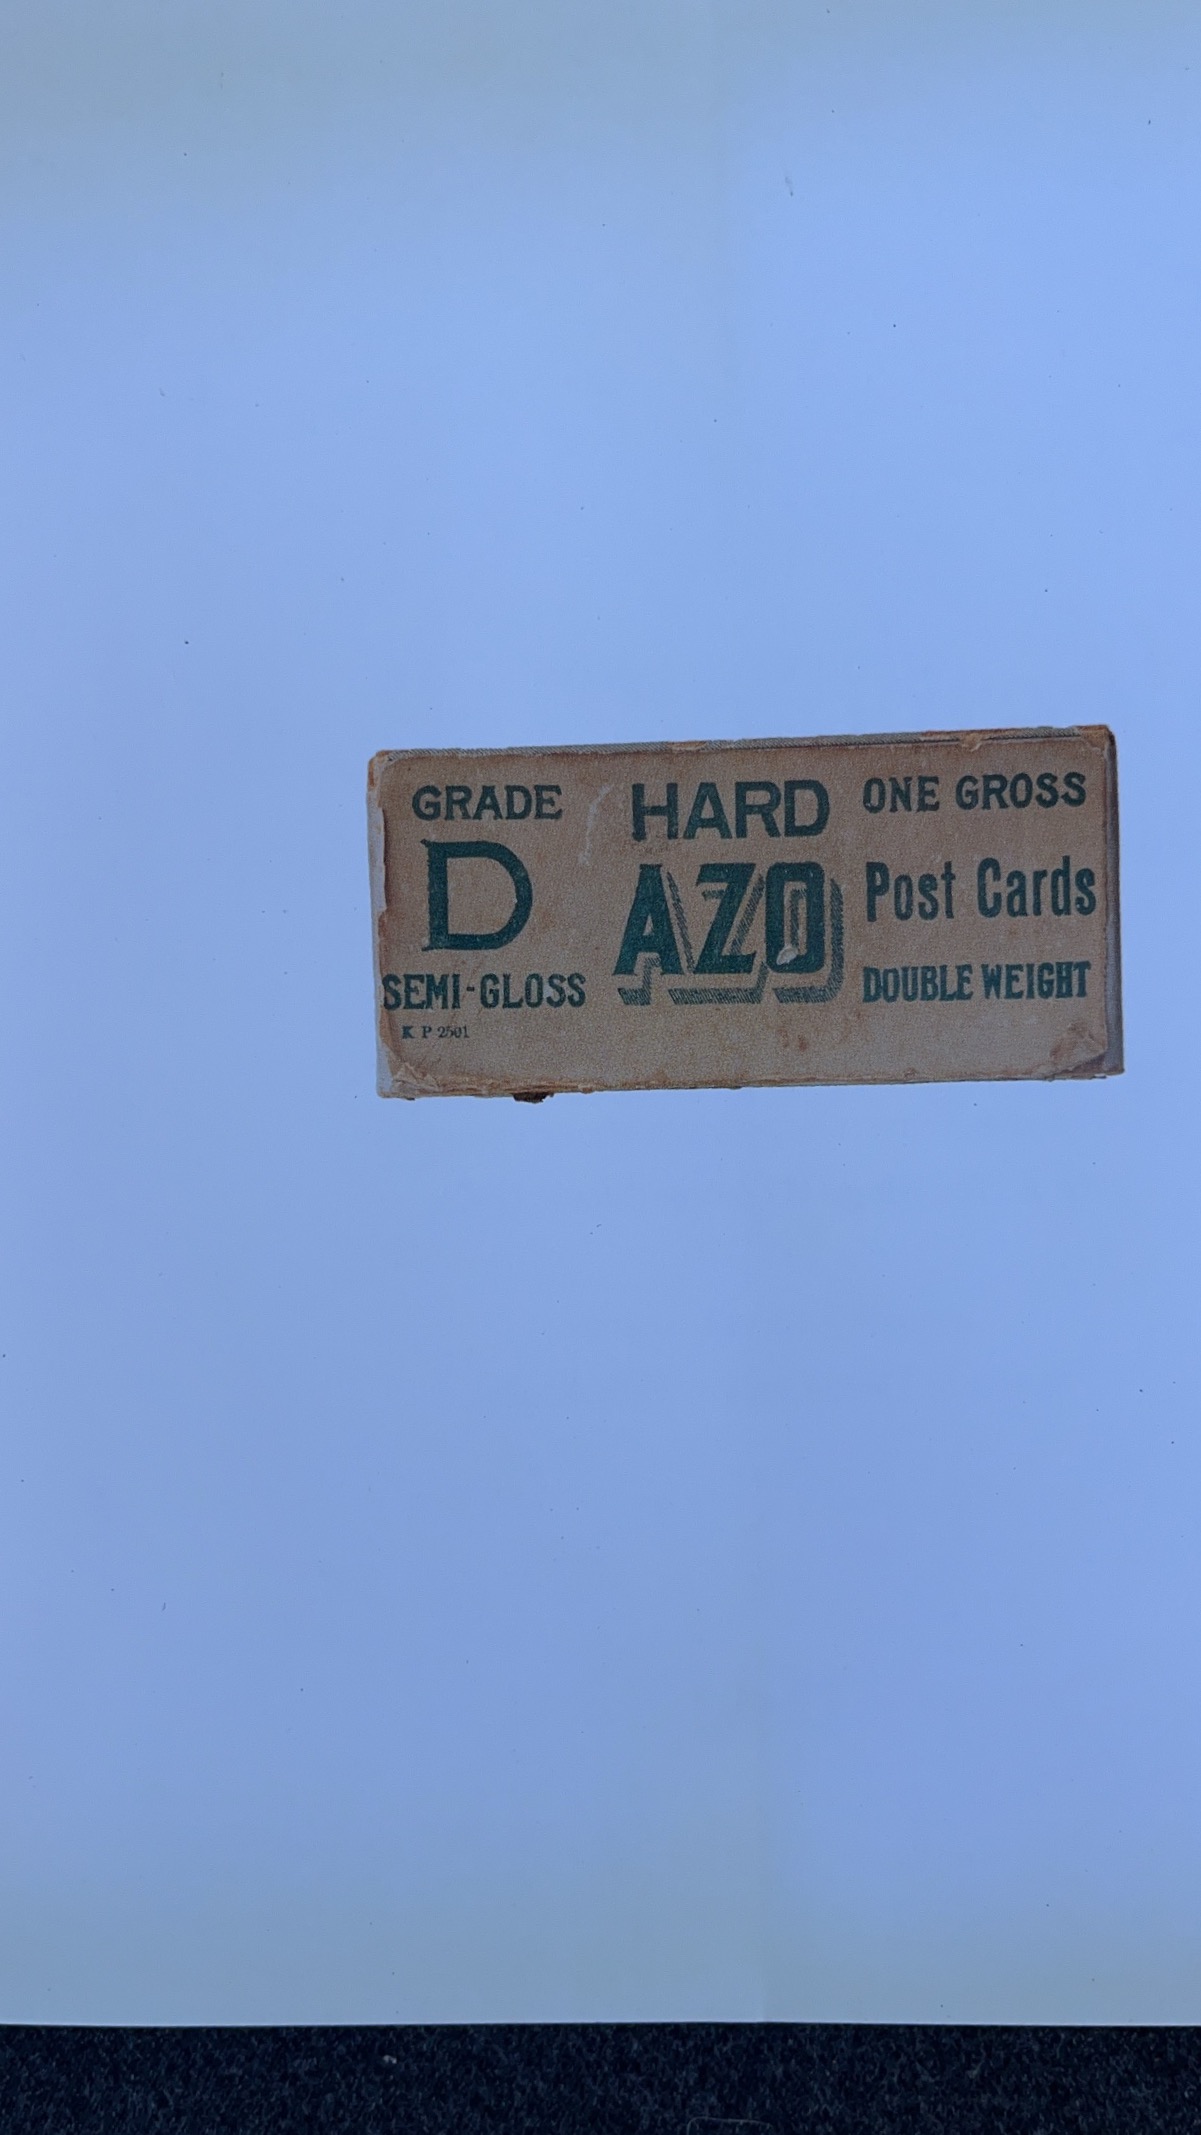 GRADE
D
SEMI-GLOSS
K P 2501
HARD
AZO
ONE GROSS
Post Cards
DOUBLE WEIGHT